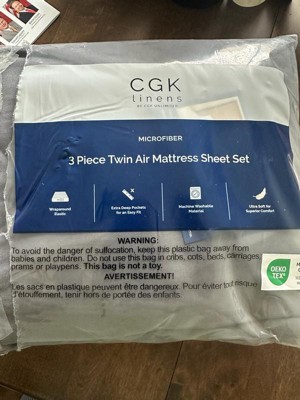 CGK
linens
BY CGK UNLIMITED
MICROFIBER
3 Piece Twin Air Mattress Sheet Set
Wraparound
Elastic
Extra Deep Pockets
for an Easy Fit
Machine Washable
Material
Ultra Soft for
Superior Comfort
WARNING:
To avoid the danger of suffocation, keep this plastic bag away from
babies and children. Do not use this bag in cribs, cots, beds, carriages,
prams or playpens. This bag is not a toy.
AVERTISSEMENT!
Les sacs en plastique peuvent être dangereux. Pour éviter tout risque
d'étouffement, tenir hors de portée des enfants.
OEKO
TEX®